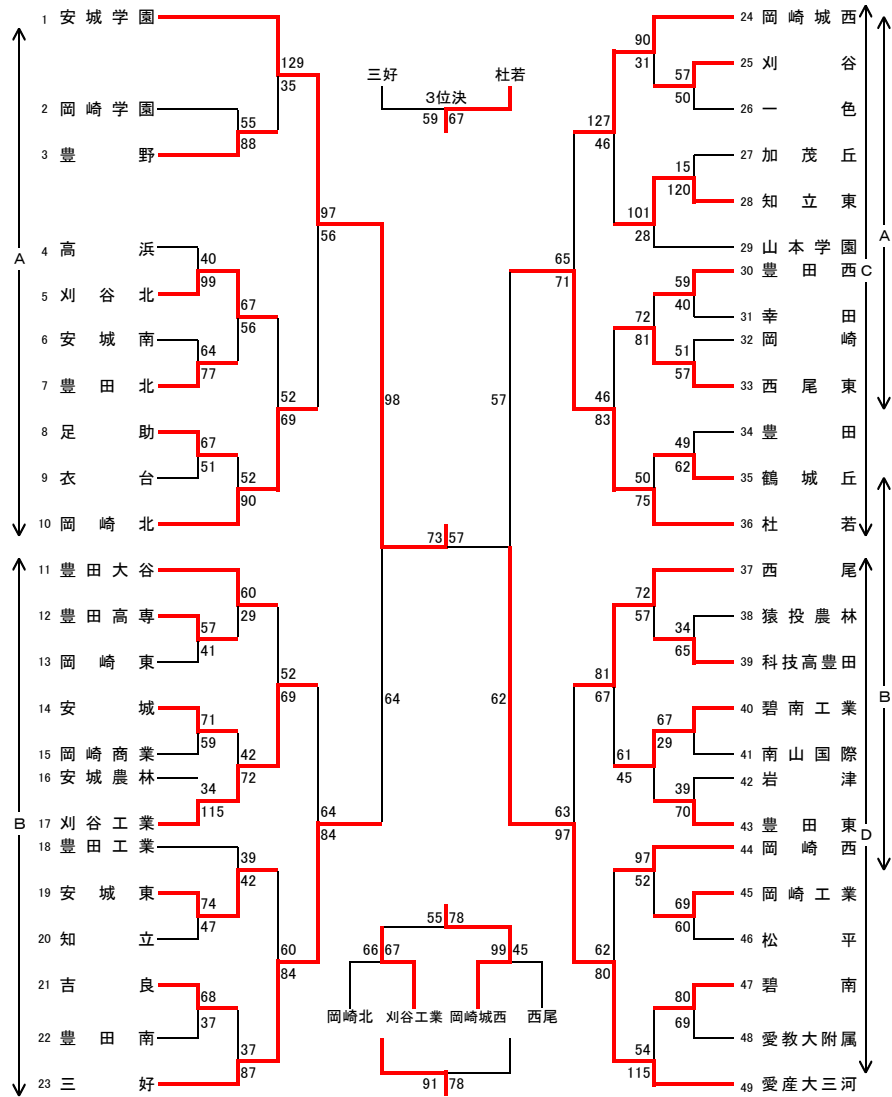 1 安城学園
2 岡崎学園
3 豊野
4 高浜
5 刈谷北
6 安城南
7 豊田北
8 足助
9 衣台
10 岡崎北
11 豊田大谷
12 豊田高専
13 岡崎東
14 安城
15 岡崎商業
16 安城農林
17 刈谷工業
18 豊田工業
19 安城東
20 知立
21 吉良
22 豊田南
23 三好
A
B
129
35
55
88
97
56
40
99
67
56
64
77
52
69
67
51
52
90
98
60
29
57
41
52
69
71
59
42
72
34
115
64
84
39
42
74
47
60
84
68
37
37
87
64
三好 杜若
3位決
59 67
73 57
57
62
55 78
66 67
99 45
岡崎北 刈谷工業 岡崎城西 西尾
91 78
90
31
57
50
127
46
15
120
101
28
65
71
59
40
72
81
51
57
46
83
49
62
50
75
72
57
34
65
81
67
67
29
61
45
39
70
63
97
97
52
69
60
62
80
80
69
54
115
24 岡崎城西
25 刈谷
26 一色
27 加茂丘
28 知立東
29 山本学園
30 豊田西
31 幸田
32 岡崎
33 西尾東
34 豊田
35 鶴城丘
36 杜若
37 西尾
38 猿投農林
39 科技高豊田
40 碧南工業
41 南山国際
42 岩津
43 豊田東
44 岡崎西
45 岡崎工業
46 松平
47 碧南
48 愛教大附属
49 愛産大三河
C
D
A
B